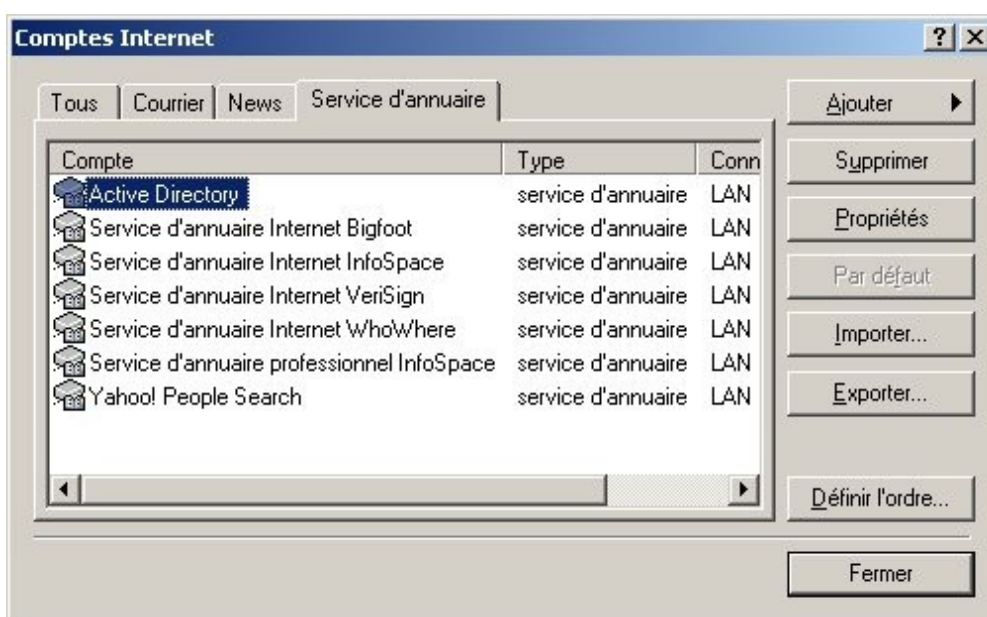 Comptes Internet
Tous Courrier News Service d'annuaire
Compte Type Conn
Active Directory service d'annuaire LAN
Service d'annuaire Internet Bigfoot service d'annuaire LAN
Service d'annuaire Internet InfoSpace service d'annuaire LAN
Service d'annuaire Internet VeriSign service d'annuaire LAN
Service d'annuaire Internet WhoWhere service d'annuaire LAN
Service d'annuaire professionnel InfoSpace service d'annuaire LAN
Yahoo! People Search service d'annuaire LAN
Ajouter
Supprimer
Propriétés
Par défaut
Importer...
Exporter...
Définir l'ordre...
Fermer